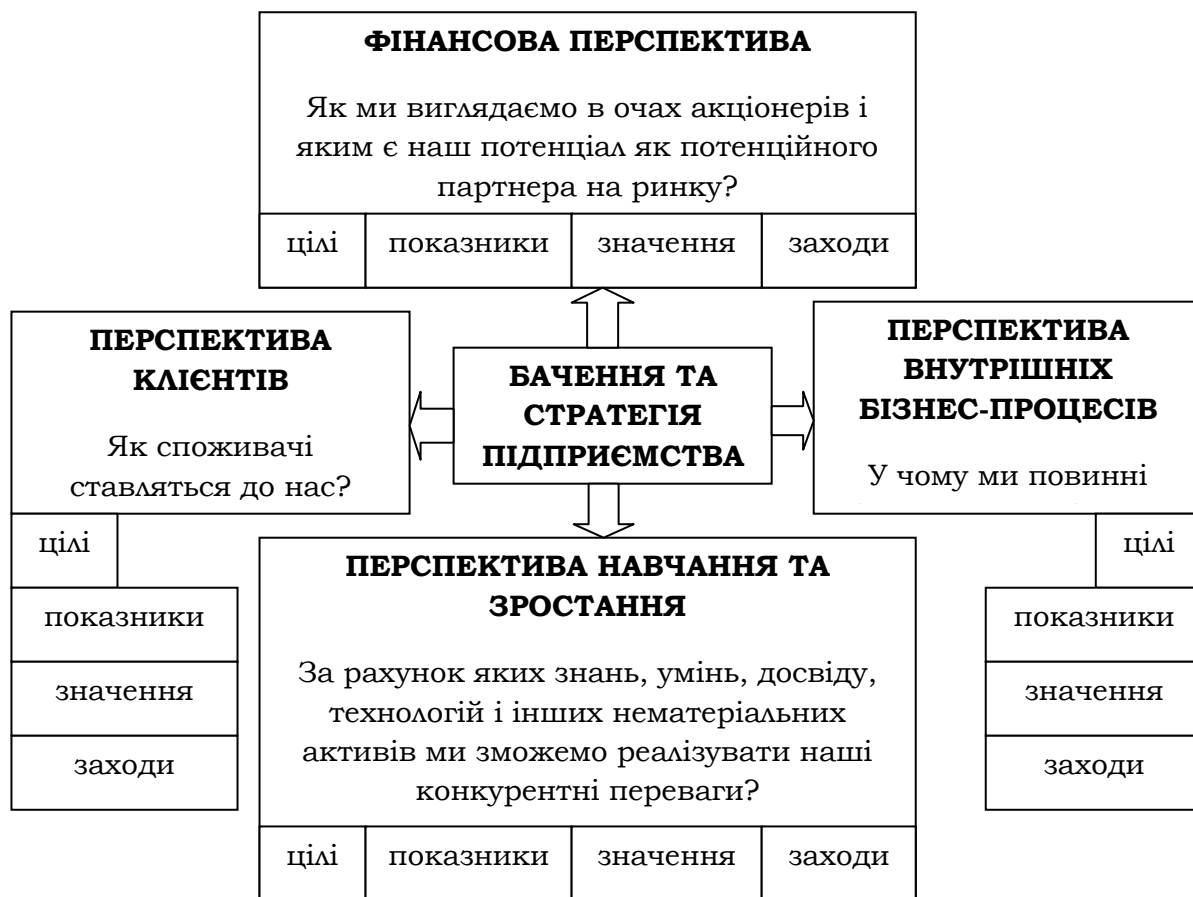 ФІНАНСОВА ПЕРСПЕКТИВА
Як ми виглядаємо в очах акціонерів і
яким є наш потенціал як потенційного
партнера на ринку?
цілі показники значення заходи
ПЕРСПЕКТИВА
КЛІЄНТІВ
Як споживачі
ставляться до нас?
цілі
показники
значення
заходи
БАЧЕННЯ ТА
СТРАТЕГІЯ
ПІДПРИЄМСТВА
ПЕРСПЕКТИВА
ВНУТРІШНІХ
БІЗНЕС-ПРОЦЕСІВ
У чому ми повинні
цілі
показники
значення
заходи
ПЕРСПЕКТИВА НАВЧАННЯ ТА
ЗРОСТАННЯ
За рахунок яких знань, умінь, досвіду,
технологій і інших нематеріальних
активів ми зможемо реалізувати наші
конкурентні переваги?
цілі показники значення заходи